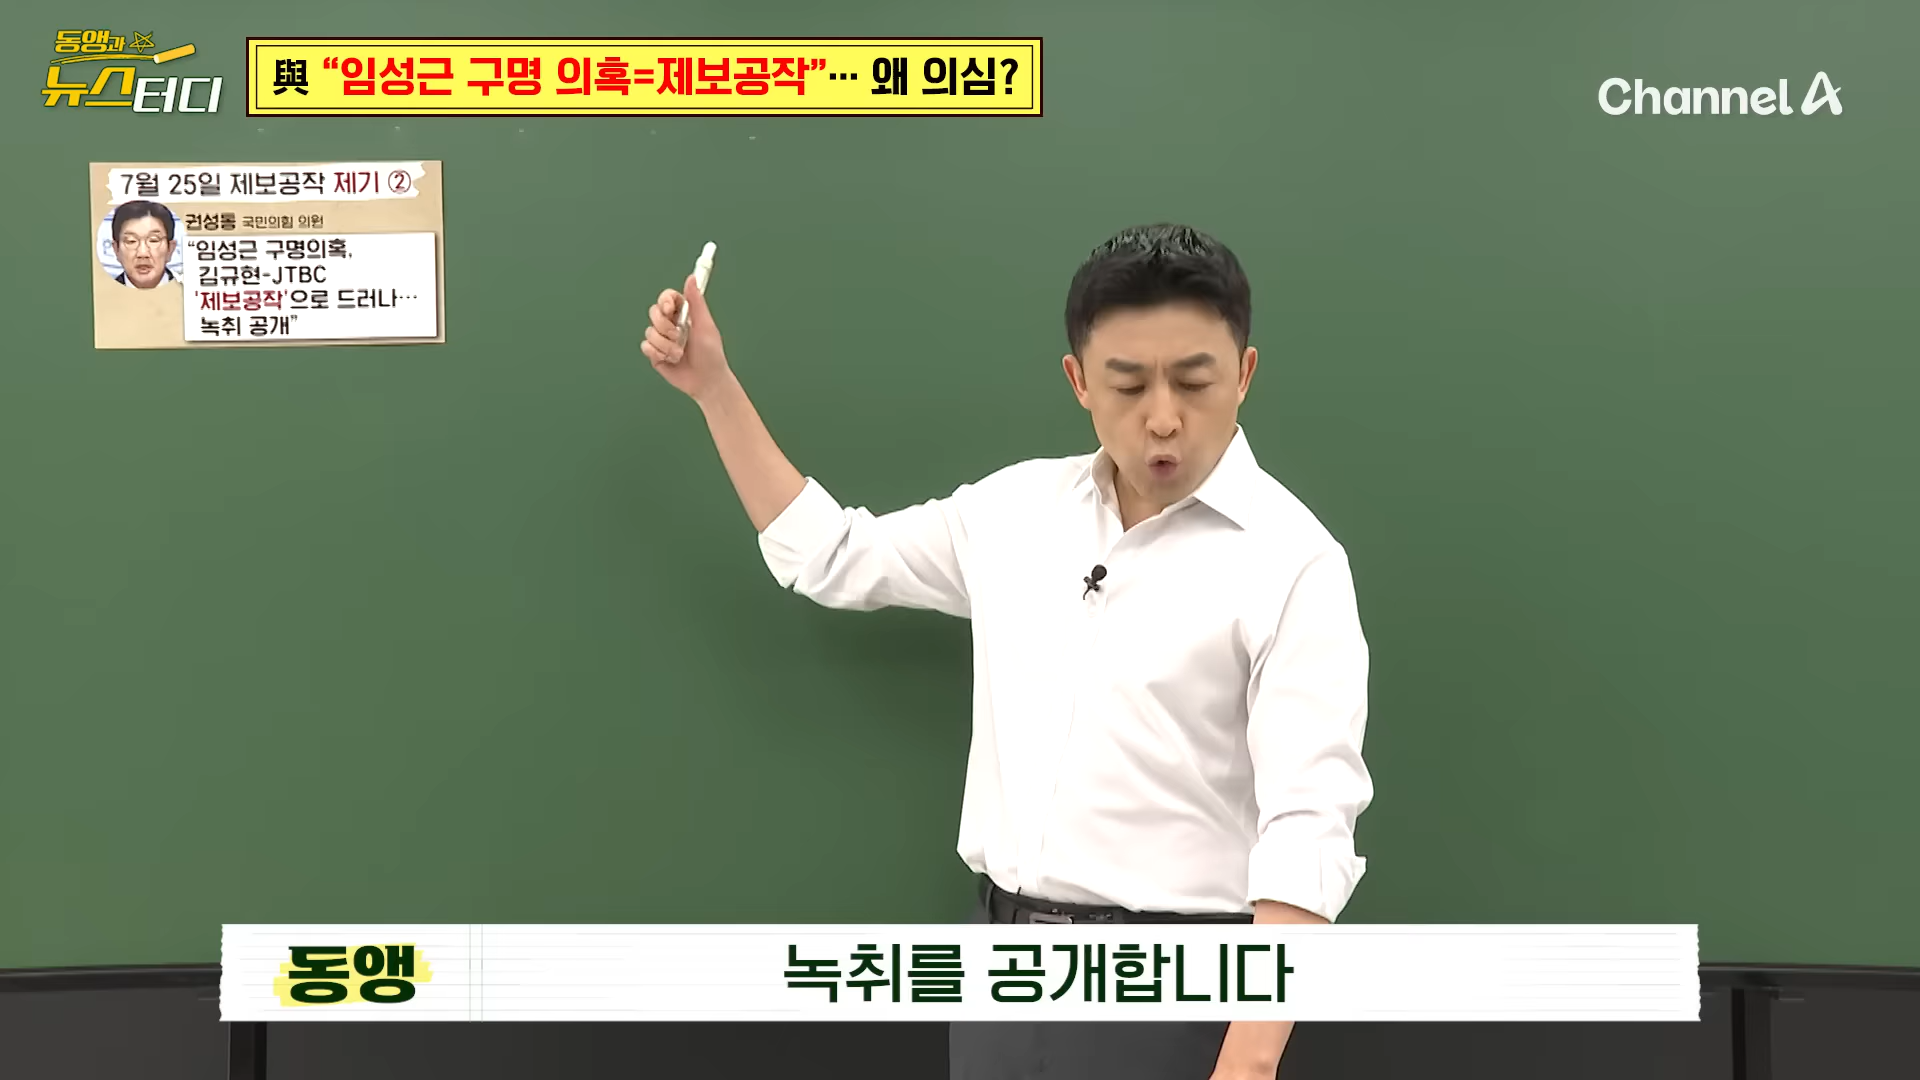 동앵과
뉴스터디
與 “임성근 구명 의혹=제보공작”… 왜 의심?
Channel A
7월 25일 제보공작 제기 ②
권성동 국민의힘 의원
“임성근 구명의혹,
김규현-JTBC
'제보공작'으로 드러나…
녹취 공개”
동앵
녹취를 공개합니다